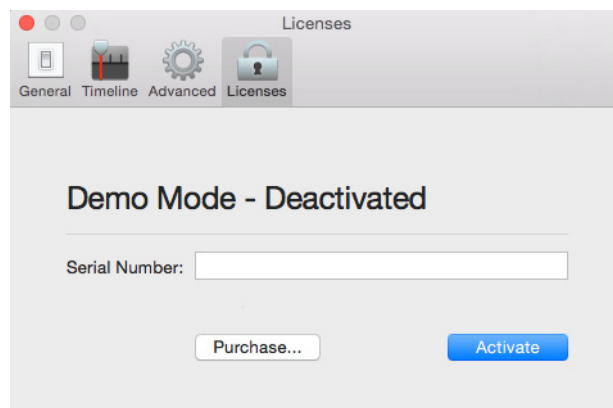 Licenses
General Timeline Advanced Licenses
Demo Mode - Deactivated
Serial Number:
Purchase... Activate